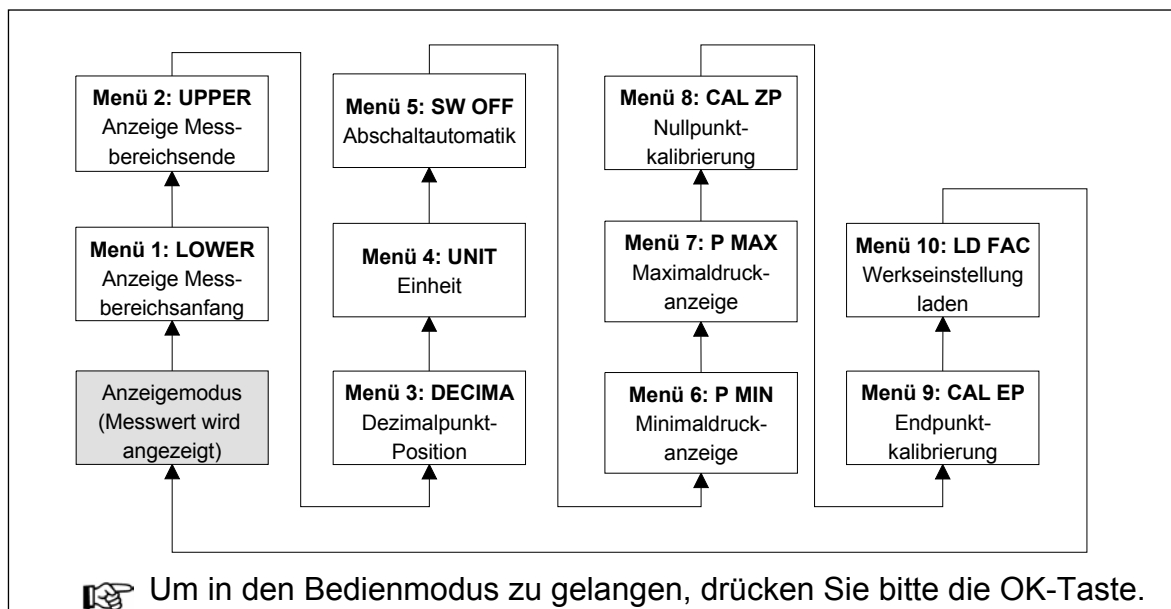 Menü 2: UPPER
Anzeige Mess-
bereichsende
Menü 1: LOWER
Anzeige Mess-
bereichsanfang
Anzeigemodus
(Messwert wird
angezeigt)
Menü 5: SW OFF
Abschaltautomatik
Menü 4: UNIT
Einheit
Menü 3: DECIMA
Dezimalpunkt-
Position
Menü 8: CAL ZP
Nullpunkt-
kalibrierung
Menü 7: P MAX
Maximaldruck-
anzeige
Menü 6: P MIN
Minimaldruck-
anzeige
Menü 10: LD FAC
Werkseinstellung
laden
Menü 9: CAL EP
Endpunkt-
kalibrierung
Um in den Bedienmodus zu gelangen, drücken Sie bitte die OK-Taste.